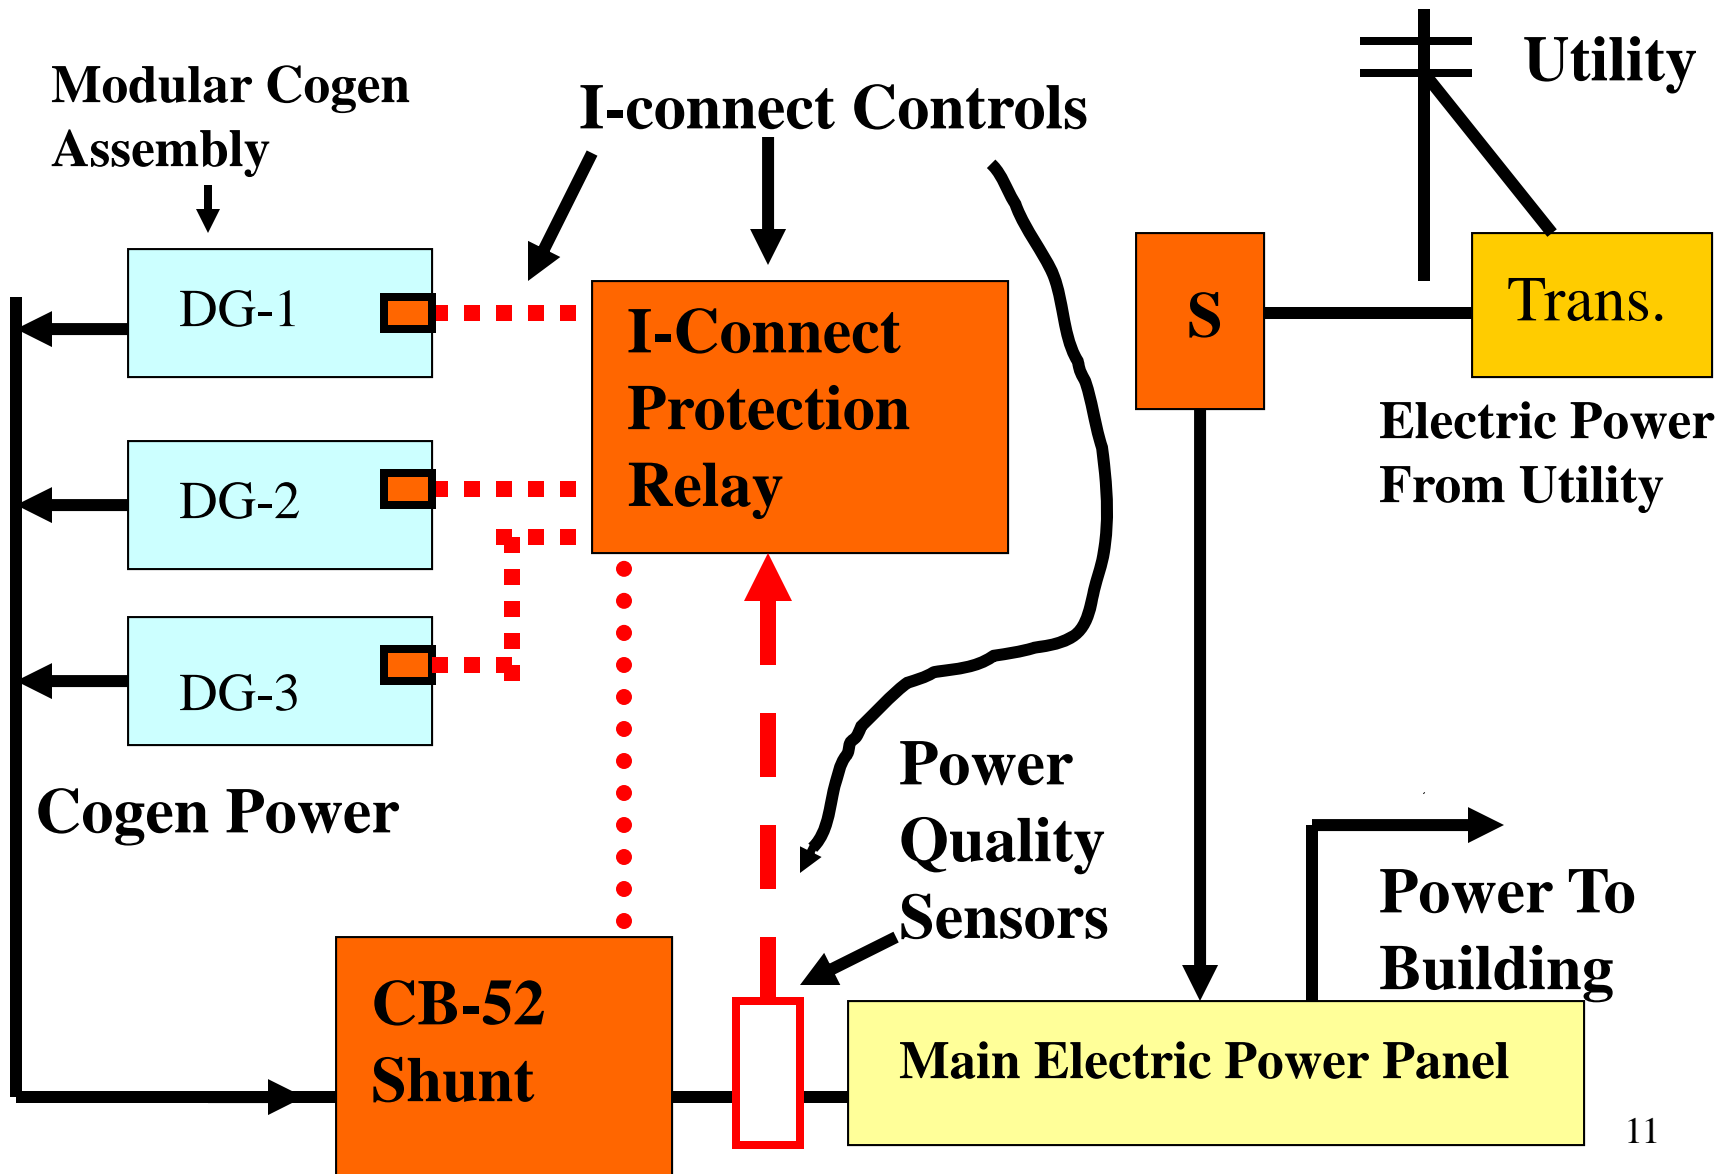 Modular Cogen
Assembly
I-connect Controls
Utility
DG-1
I-Connect
Protection
Relay
S
Trans.
Electric Power
From Utility
DG-2
DG-3
Cogen Power
Power
Quality
Sensors
Power To
Building
CB-52
Shunt
Main Electric Power Panel
11